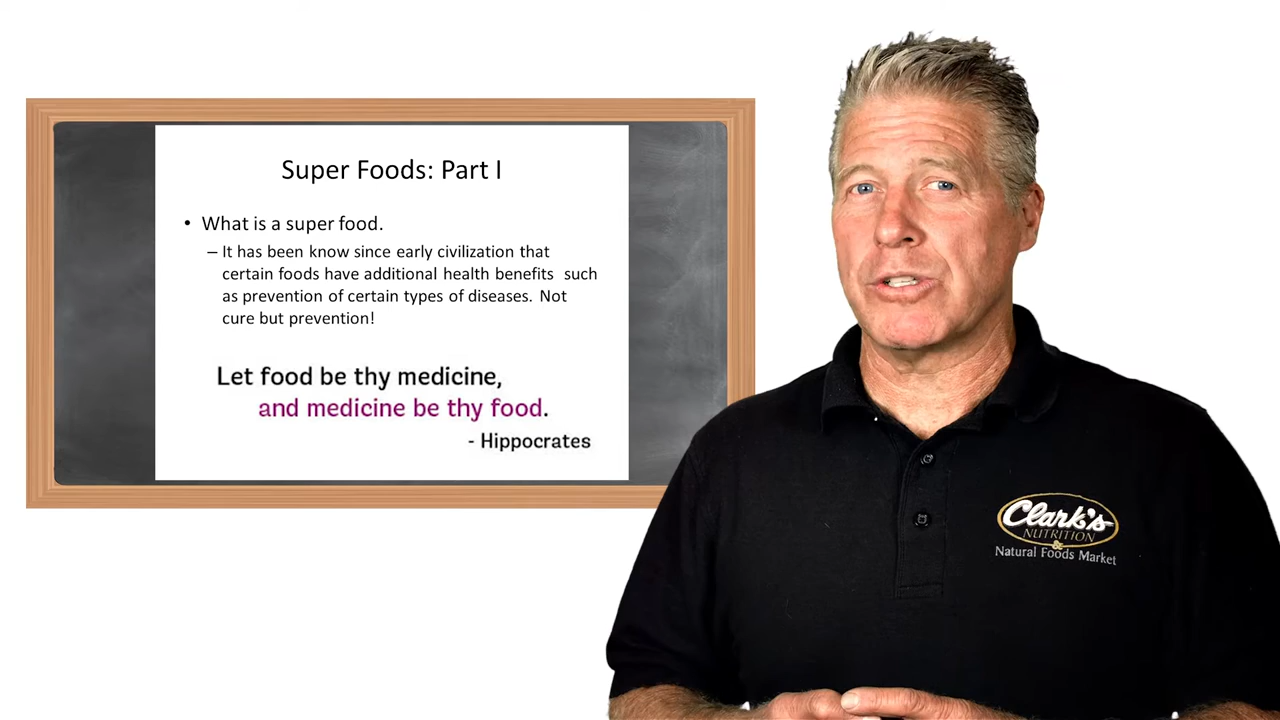 Super Foods: Part I
• What is a super food.
– It has been know since early civilization that
certain foods have additional health benefits such
as prevention of certain types of diseases. Not
cure but prevention!
Let food be thy medicine,
and medicine be thy food.
- Hippocrates
Clark's
NUTRITION
&
Natural Foods Market